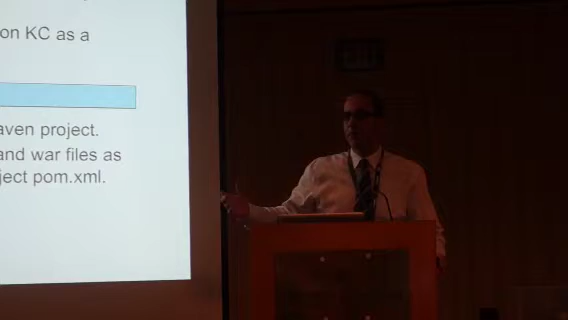 on KC as a
aven project.
and war files as
ject pom.xml.